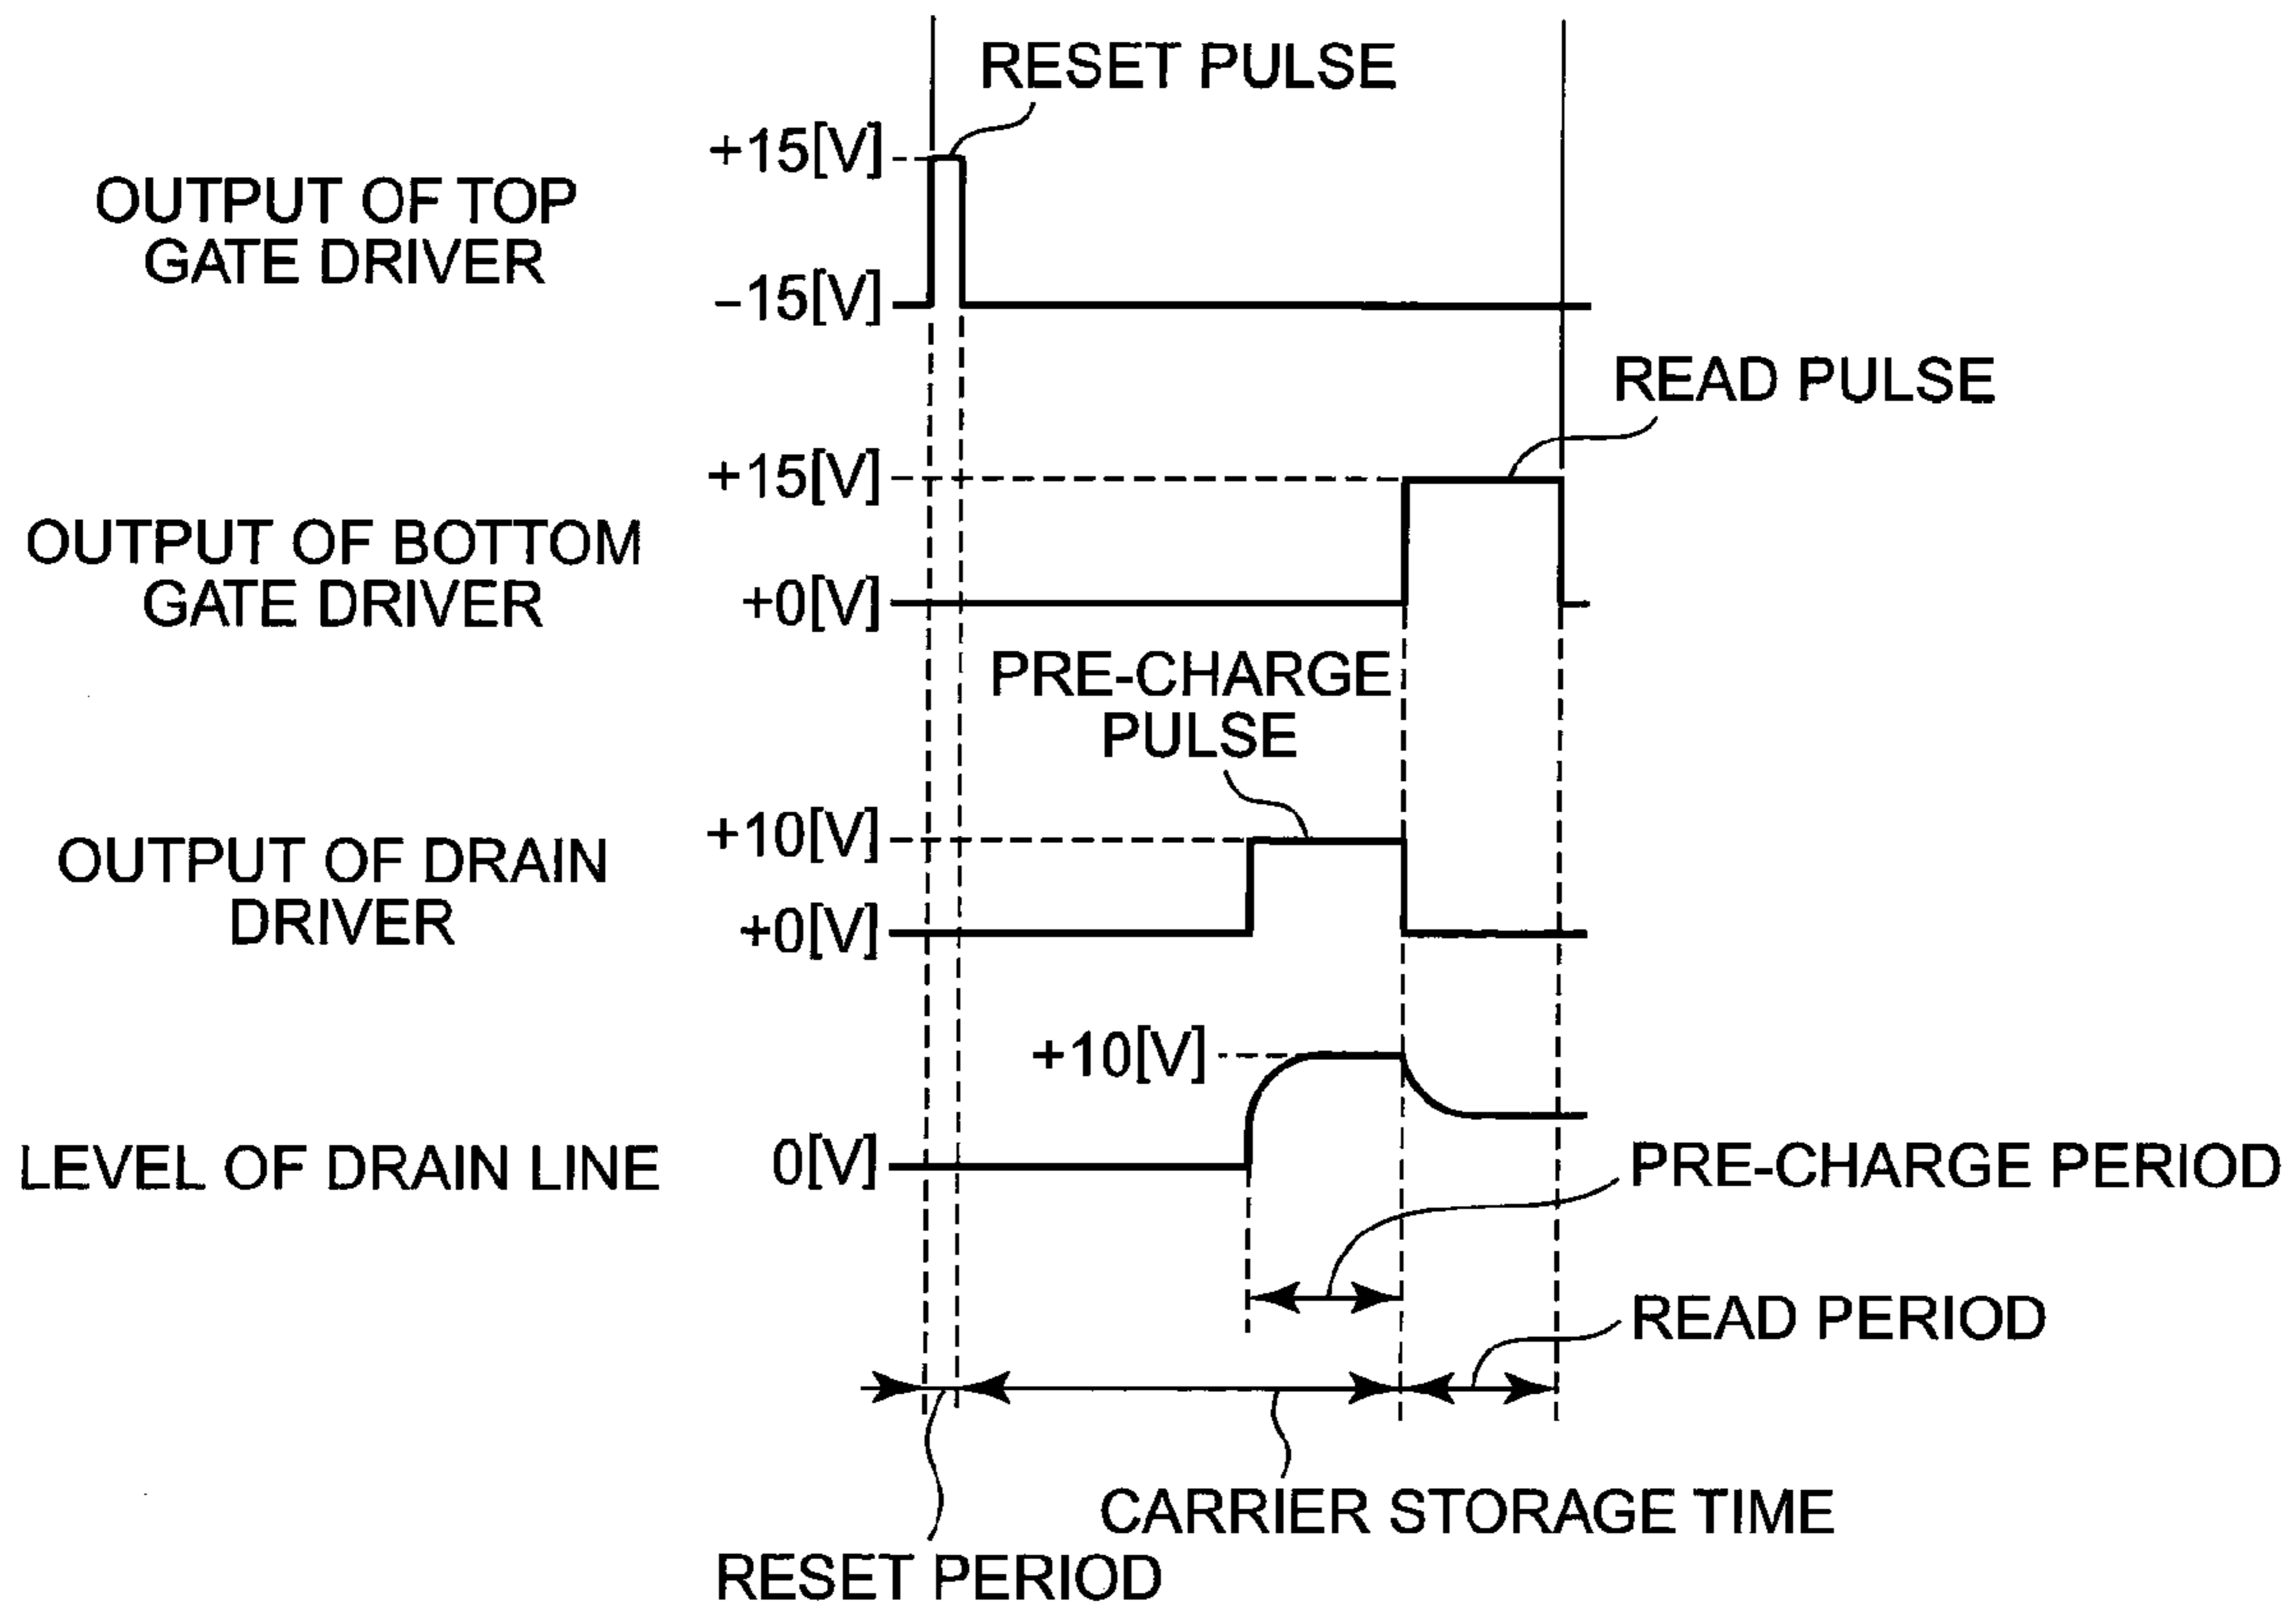 RESET PULSE
+15[V]
OUTPUT OF TOP
GATE DRIVER
−15[V]
READ PULSE
+15[V]
OUTPUT OF BOTTOM
GATE DRIVER
+0[V]
PRE-CHARGE
PULSE
+10[V]
OUTPUT OF DRAIN
DRIVER
+0[V]
+10[V]
LEVEL OF DRAIN LINE
0[V]
PRE-CHARGE PERIOD
READ PERIOD
CARRIER STORAGE TIME
RESET PERIOD